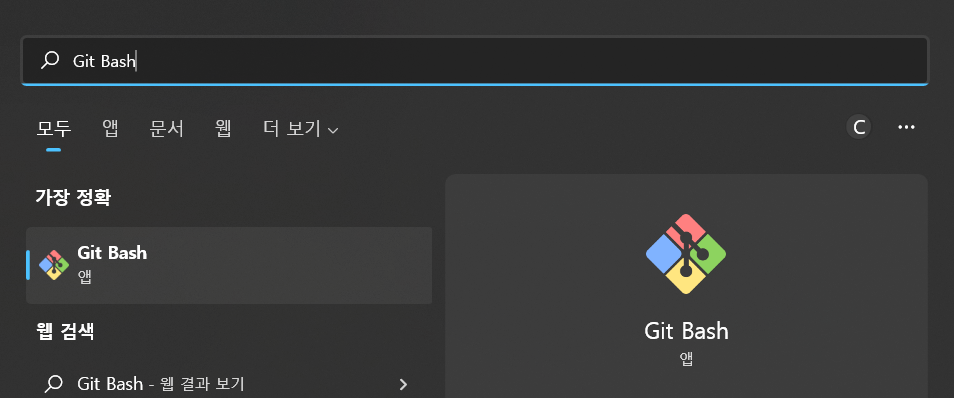 Git Bash
모두 앱 문서 웹 더 보기
C
가장 정확
Git Bash
앱
웹 검색
Git Bash - 웹 결과 보기
Git Bash
앱